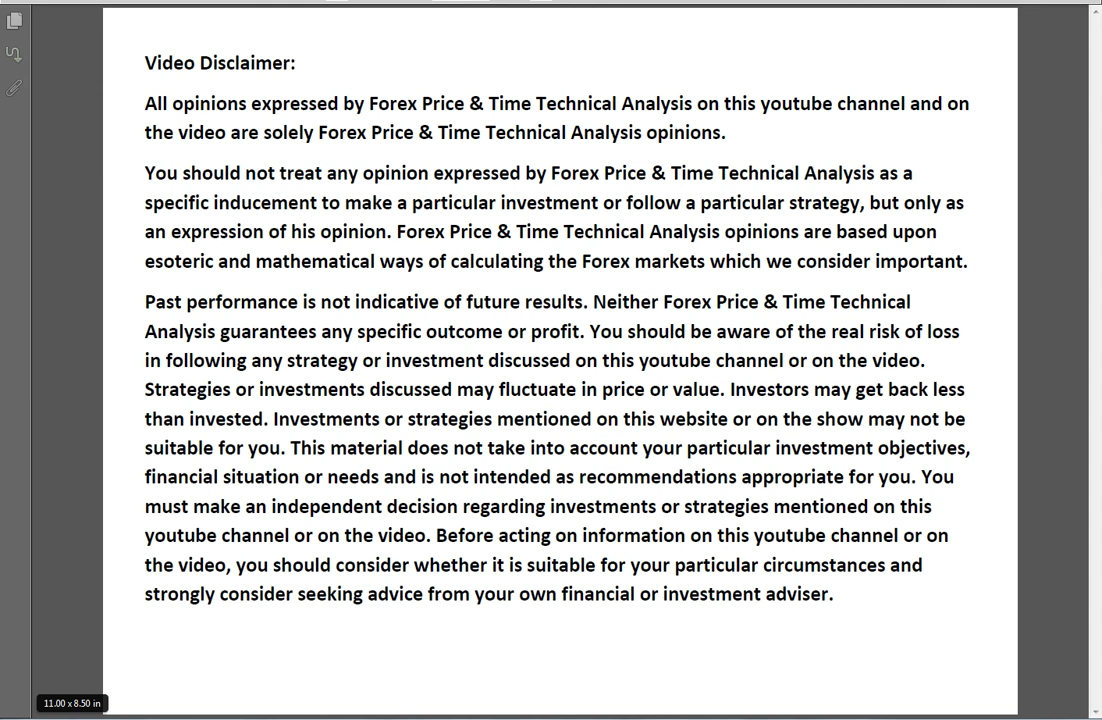 Video Disclaimer:
All opinions expressed by Forex Price & Time Technical Analysis on this youtube channel and on
the video are solely Forex Price & Time Technical Analysis opinions.
You should not treat any opinion expressed by Forex Price & Time Technical Analysis as a
specific inducement to make a particular investment or follow a particular strategy, but only as
an expression of his opinion. Forex Price & Time Technical Analysis opinions are based upon
esoteric and mathematical ways of calculating the Forex markets which we consider important.
Past performance is not indicative of future results. Neither Forex Price & Time Technical
Analysis guarantees any specific outcome or profit. You should be aware of the real risk of loss
in following any strategy or investment discussed on this youtube channel or on the video.
Strategies or investments discussed may fluctuate in price or value. Investors may get back less
than invested. Investments or strategies mentioned on this website or on the show may not be
suitable for you. This material does not take into account your particular investment objectives,
financial situation or needs and is not intended as recommendations appropriate for you. You
must make an independent decision regarding investments or strategies mentioned on this
youtube channel or on the video. Before acting on information on this youtube channel or on
the video, you should consider whether it is suitable for your particular circumstances and
strongly consider seeking advice from your own financial or investment adviser.
11.00 x 8.50 in